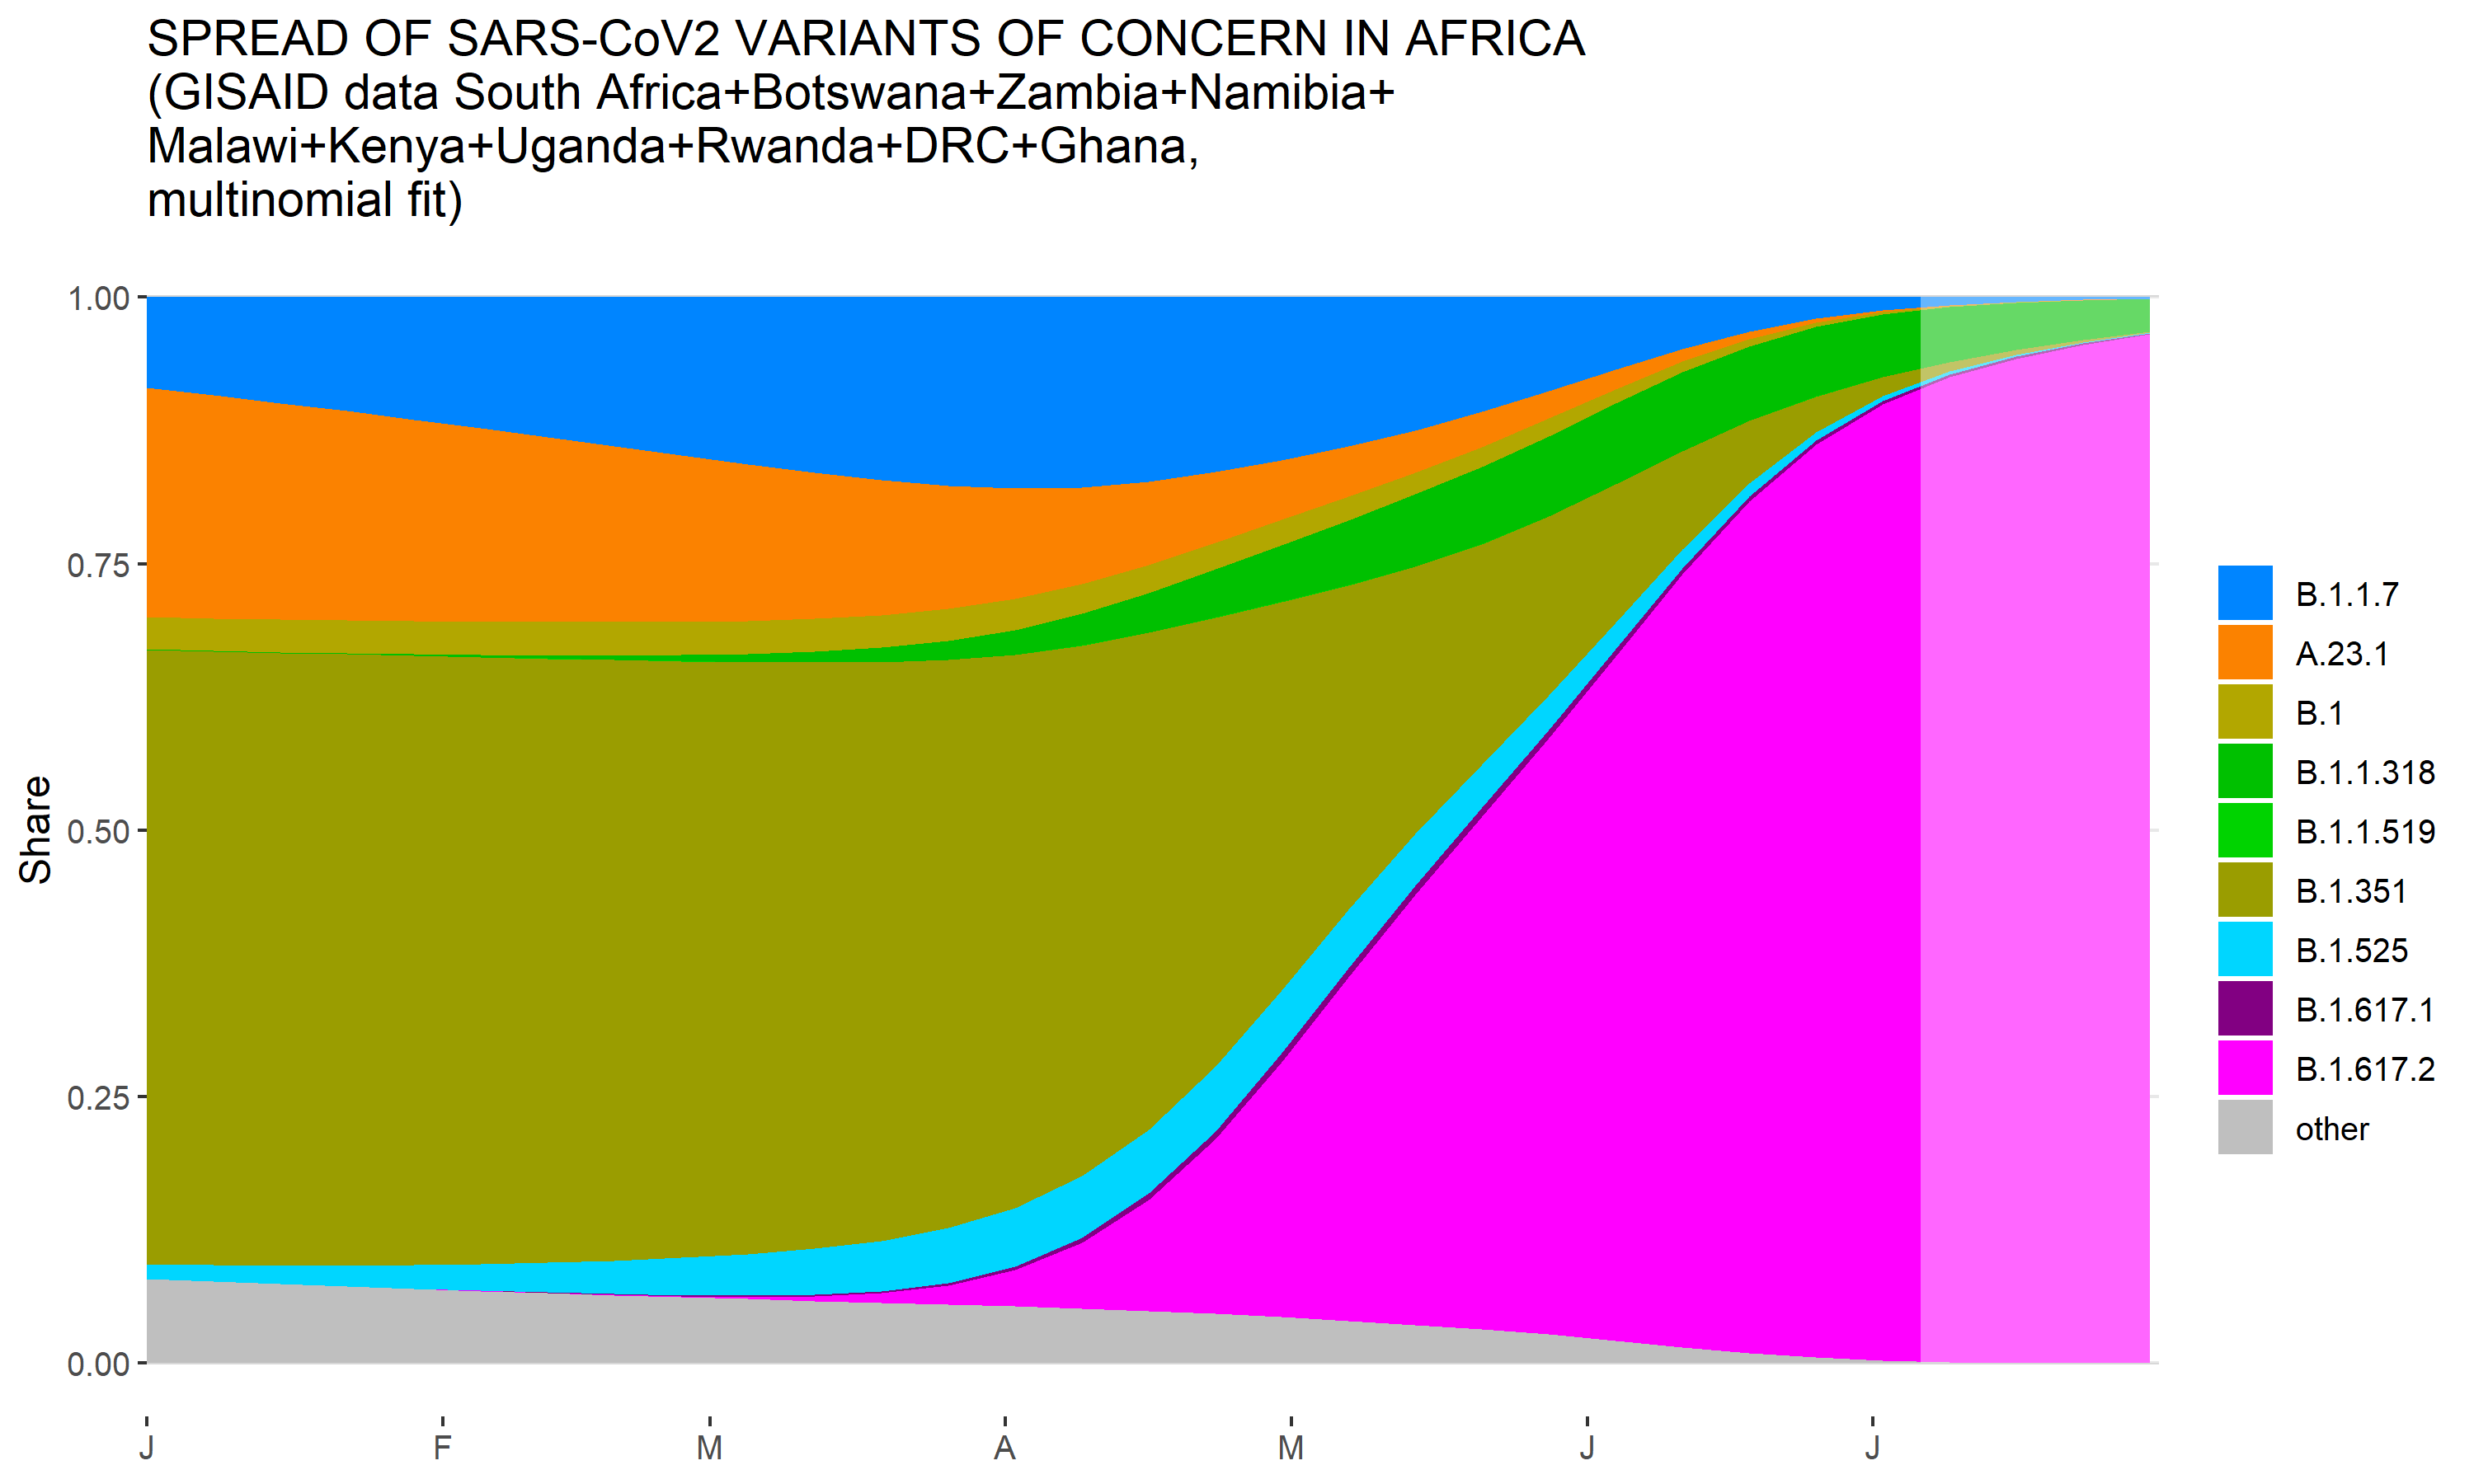 SPREAD OF SARS-CoV2 VARIANTS OF CONCERN IN AFRICA
(GISAID data South Africa+Botswana+Zambia+Namibia+
Malawi+Kenya+Uganda+Rwanda+DRC+Ghana,
multinomial fit)
Share
1.00
0.75
0.50
0.25
0.00
J F M A M J J
B.1.1.7
A.23.1
B.1
B.1.1.318
B.1.1.519
B.1.351
B.1.525
B.1.617.1
B.1.617.2
other